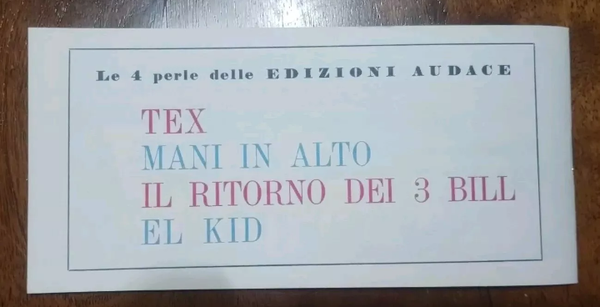 Le 4 perle delle EDIZIONI AUDACE
TEX
MANI IN ALTO
IL RITORNO DEI 3 BILL
EL KID